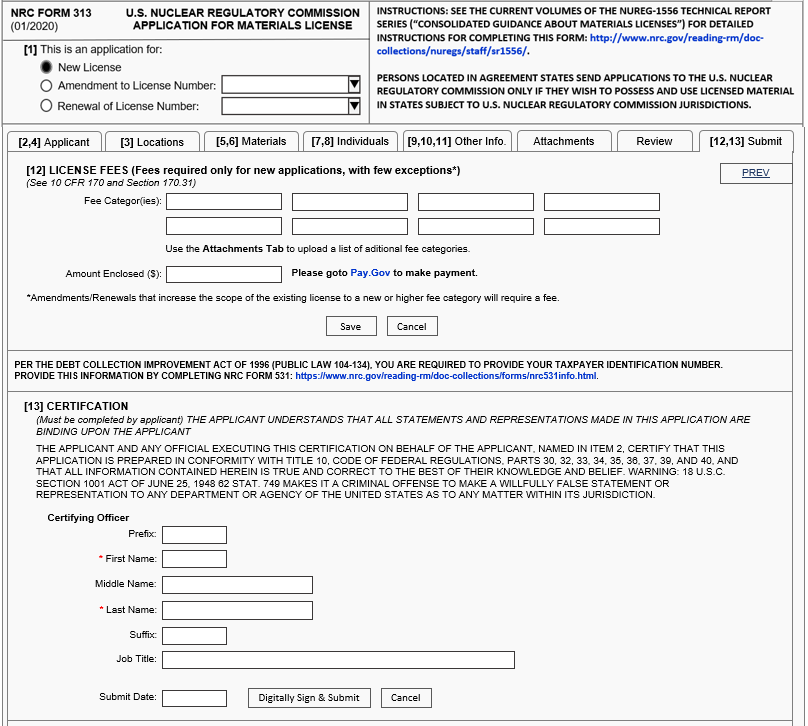 NRC FORM 313
(01/2020)
U.S. NUCLEAR REGULATORY COMMISSION
APPLICATION FOR MATERIALS LICENSE
[1] This is an application for:
New License
Amendment to License Number:
Renewal of License Number:
INSTRUCTIONS: SEE THE CURRENT VOLUMES OF THE NUREG-1556 TECHNICAL REPORT
SERIES ("CONSOLIDATED GUIDANCE ABOUT MATERIALS LICENSES") FOR DETAILED
INSTRUCTIONS FOR COMPLETING THIS FORM: http://www.nrc.gov/reading-rm/doc-
collections/nuregs/staff/sr1556/.
PERSONS LOCATED IN AGREEMENT STATES SEND APPLICATIONS TO THE U.S. NUCLEAR
REGULATORY COMMISSION ONLY IF THEY WISH TO POSSESS AND USE LICENSED MATERIAL
IN STATES SUBJECT TO U.S. NUCLEAR REGULATORY COMMISSION JURISDICTIONS.
[2,4] Applicant
[3] Locations
[5,6] Materials
[7,8] Individuals
[9,10,11] Other Info.
Attachments
Review
[12,13] Submit
[12] LICENSE FEES (Fees required only for new applications, with few exceptions*)
(See 10 CFR 170 and Section 170.31)
PREV
Fee Categor(ies):
Use the Attachments Tab to upload a list of aditional fee categories.
Amount Enclosed ($):
Please goto Pay.Gov to make payment.
*Amendments/Renewals that increase the scope of the existing license to a new or higher fee category will require a fee.
Save
Cancel
PER THE DEBT COLLECTION IMPROVEMENT ACT OF 1996 (PUBLIC LAW 104-134), YOU ARE REQUIRED TO PROVIDE YOUR TAXPAYER IDENTIFICATION NUMBER.
PROVIDE THIS INFORMATION BY COMPLETING NRC FORM 531: https://www.nrc.gov/reading-rm/doc-collections/forms/nrc531info.html.
[13] CERTIFCATION
(Must be completed by applicant) THE APPLICANT UNDERSTANDS THAT ALL STATEMENTS AND REPRESENTATIONS MADE IN THIS APPLICATION ARE
BINDING UPON THE APPLICANT
THE APPLICANT AND ANY OFFICIAL EXECUTING THIS CERTIFICATION ON BEHALF OF THE APPLICANT, NAMED IN ITEM 2, CERTIFY THAT THIS
APPLICATION IS PREPARED IN CONFORMITY WITH TITLE 10, CODE OF FEDERAL REGULATIONS, PARTS 30, 32, 33, 34, 35, 36, 37, 39, AND 40, AND
THAT ALL INFORMATION CONTAINED HEREIN IS TRUE AND CORRECT TO THE BEST OF THEIR KNOWLEDGE AND BELIEF. WARNING: 18 U.S.C.
SECTION 1001 ACT OF JUNE 25, 1948 62 STAT. 749 MAKES IT A CRIMINAL OFFENSE TO MAKE A WILLFULLY FALSE STATEMENT OR
REPRESENTATION TO ANY DEPARTMENT OR AGENCY OF THE UNITED STATES AS TO ANY MATTER WITHIN ITS JURISDICTION.
Certifying Officer
Prefix:
* First Name:
Middle Name:
* Last Name:
Suffix:
Job Title:
Submit Date:
Digitally Sign & Submit
Cancel